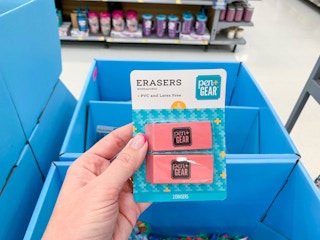 ERASERS
PVC and Latex Free
pen+
GEAR
pen+
GEAR
pen+
GEAR